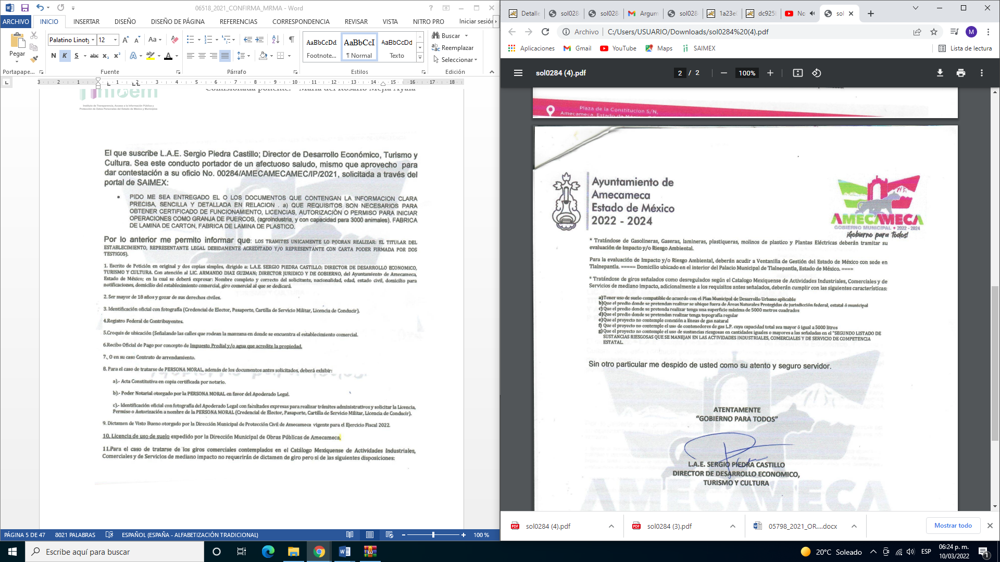 06518_2021_CONFIRMA_MRMA - Word
ARCHIVO INICIO INSERTAR DISEÑO DISEÑO DE PÁGINA REFERENCIAS CORRESPONDENCIA REVISAR VISTA NITRO PRO Iniciar sesión
Pegar
Portapape...
Palatino Linoty 12
N K S abc x₂ x²
Fuente
Párrafo
AaBbCcDd AaBbCcI AaBbCcDd
Footnote... ¶ Normal Texto
Estilos
Buscar
Reemplazar
Seleccionar
Edición
3 2 1 1 2 3 4 5 6 7 8 9 10 11 12 13 14 15 16 17 18
Comisionada ponente: María del Rosario Mejía Ayala
infoem
Instituto de Transparencia, Acceso a la Información Pública y
Protección de Datos Personales del Estado de México y Municipios
El que suscribe L.A.E. Sergio Piedra Castillo; Director de Desarrollo Económico, Turismo y
Cultura. Sea este conducto portador de un afectuoso saludo, mismo que aprovecho para
dar contestación a su oficio No. 00284/AMECAMECAMEC/IP/2021, solicitada a través del
portal de SAIMEX:
• PIDO ME SEA ENTREGADO EL O LOS DOCUMENTOS QUE CONTENGAN LA INFORMACION CLARA
PRECISA, SENCILLA Y DETALLADA EN RELACION . a) QUE REQUISITOS SON NECESARIOS PARA
OBTENER CERTIFICADO DE FUNCIONAMIENTO, LICENCIAS, AUTORIZACIÓN O PERMISO PARA INICIAR
OPERACIONES COMO GRANJA DE PUERCOS, (agroindustria, y con capacidad para 3000 animales). FABRICA
DE LAMINA DE CARTON, FABRICA DE LAMINA DE PLASTICO.
Por lo anterior me permito informar que: LOS TRAMITES UNICAMENTE LO PODRAN REALIZAR: EL TITULAR DEL
ESTABLECIMIENTO, REPRESENTANTE LEGAL DEBIDAMENTE ACREDITADO Y/O REPRESENTANTE CON CARTA PODER FIRMADA POR DOS
TESTIGOS).
1. Escrito de Petición en original y dos copias simples, dirigido a: L.A.E. SERGIO PIEDRA CASTILLO; DIRECTOR DE DESARROLLO ECONOMICO,
TURISMO Y CULTURA. Con atención al LIC. ARMANDO DIAZ GUZMAN; DIRECTOR JURIDICO Y DE GOBIERNO, del Ayuntamiento de Amecameca,
Estado de México; en la cual se deberá expresar: Nombre completo y correcto del solicitante, nacionalidad, edad, estado civil, domicilio para
notificaciones, domicilio del establecimiento comercial, giro comercial al que se dedicará.
2. Ser mayor de 18 años y gozar de sus derechos civiles.
3. Identificación oficial con fotografía (Credencial de Elector, Pasaporte, Cartilla de Servicio Militar, Licencia de Conducir).
4.Registro Federal de Contribuyentes.
5.Croquis de ubicación (Señalando las calles que rodean la manzana en donde se encuentra el establecimiento comercial.
6.Recibo Oficial de Pago por concepto de Impuesto Predial y/o agua que acredite la propiedad.
7., O en su caso Contrato de arrendamiento.
8. Para el caso de tratarse de PERSONA MORAL, además de los documentos antes solicitados, deberá exhibir:
a).- Acta Constitutiva en copia certificada por notario.
b).- Poder Notarial otorgado por la PERSONA MORAL en favor del Apoderado Legal.
c).- Identificación oficial con fotografía del Apoderado Legal con facultades expresas para realizar trámites administrativos y solicitar la Licencia,
Permiso o Autorización a nombre de la PERSONA MORAL (Credencial de Elector, Pasaporte, Cartilla de Servicio Militar, Licencia de Conducir).
9. Dictamen de Visto Bueno otorgado por la Dirección Municipal de Protección Civil de Amecameca vigente para el Ejercicio Fiscal 2022.
10. Licencia de uso de suelo expedido por la Dirección Municipal de Obras Públicas de Amecameca.
11.Para el caso de tratarse de los giros comerciales contemplados en el Catálogo Mexiquense de Actividades Industriales,
Comerciales y de Servicios de mediano impacto no requerirán de dictamen de giro pero si de las siguientes disposiciones:
PÁGINA 5 DE 47 8021 PALABRAS ESPAÑOL (ESPAÑA - ALFABETIZACIÓN TRADICIONAL) 100 %
Detalle sol028 sol028 Argum sol028 1a23e dc925 No sol
Archivo C:/Users/USUARIO/Downloads/sol0284%20(4).pdf M
Aplicaciones Gmail YouTube Maps SAIMEX Lista de lectura
sol0284 (4).pdf 2 / 2 100%
Plaza de la Constitucion S/N,
Amecameca, Estado de
Ayuntamiento de
Amecameca
Estado de México
2022 - 2024
AMECAMECA
GOBIERNO MUNICIPAL • 2022 - 2024
¡Gobierno para Todos!
* Tratándose de Gasolineras, Gaseras, lamineras, plastiqueras, molinos de plastico y Plantas Eléctricas deberán tramitar su
evaluación de Impacto y/o Riesgo Ambiental.
Para la evaluación de Impacto y/o Riesgo Ambiental, deberán acudir a Ventanilla de Gestión del Estado de México con sede en
Tlalnepantla. ===== Domicilio ubicado en el interior del Palacio Municipal de Tlalnepantla, Estado de México. ====
* Tratándose de giros señalados como desregulados según el Catalogo Mexiquense de Actividades Industriales, Comerciales y de
Servicios de mediano impacto, adicionalmente a los requisitos antes señalados, deberán cumplir con las siguientes características:
a)Tener uso de suelo compatible de acuerdo con el Plan Municipal de Desarrollo Urbano aplicable
b)Que el predio donde se pretendan realizar se ubique fuera de Áreas Naturales Protegidas de jurisdicción federal, estatal ó municipal
c) Que el predio donde se pretenda realizar tenga una superficie máxima de 5000 metros cuadrados
d)Que el predio donde se pretendan realizar tenga topografía regular
e)Que el proyecto no contemple conexión a líneas de gas natural
f) Que el proyecto no contemple el uso de contenedores de gas L.P. cuya capacidad total sea mayor ó igual a 5000 litros
g)Que el proyecto no contemple el uso de sustancias riesgosas en cantidades iguales o mayores a las señaladas en el "SEGUNDO LISTADO DE
SUSTANCIAS RIESGOSAS QUE SE MANEJAN EN LAS ACTIVIDADES INDUSTRIALES, COMERCIALES Y DE SERVICIO DE COMPETENCIA
ESTATAL.
Sin otro particular me despido de usted como su atento y seguro servidor.
ATENTAMENTE
"GOBIERNO PARA TODOS"
L.A.E. SERGIO PIEDRA CASTILLO
DIRECTOR DE DESARROLLO ECONOMICO,
TURISMO Y CULTURA
AMECAMECA
sol0284 (4).pdf sol0284 (3).pdf 05798_2021_OR....docx Mostrar todo
Escribe aquí para buscar
20°C Soleado ESP 06:24 p. m.
10/03/2022 1